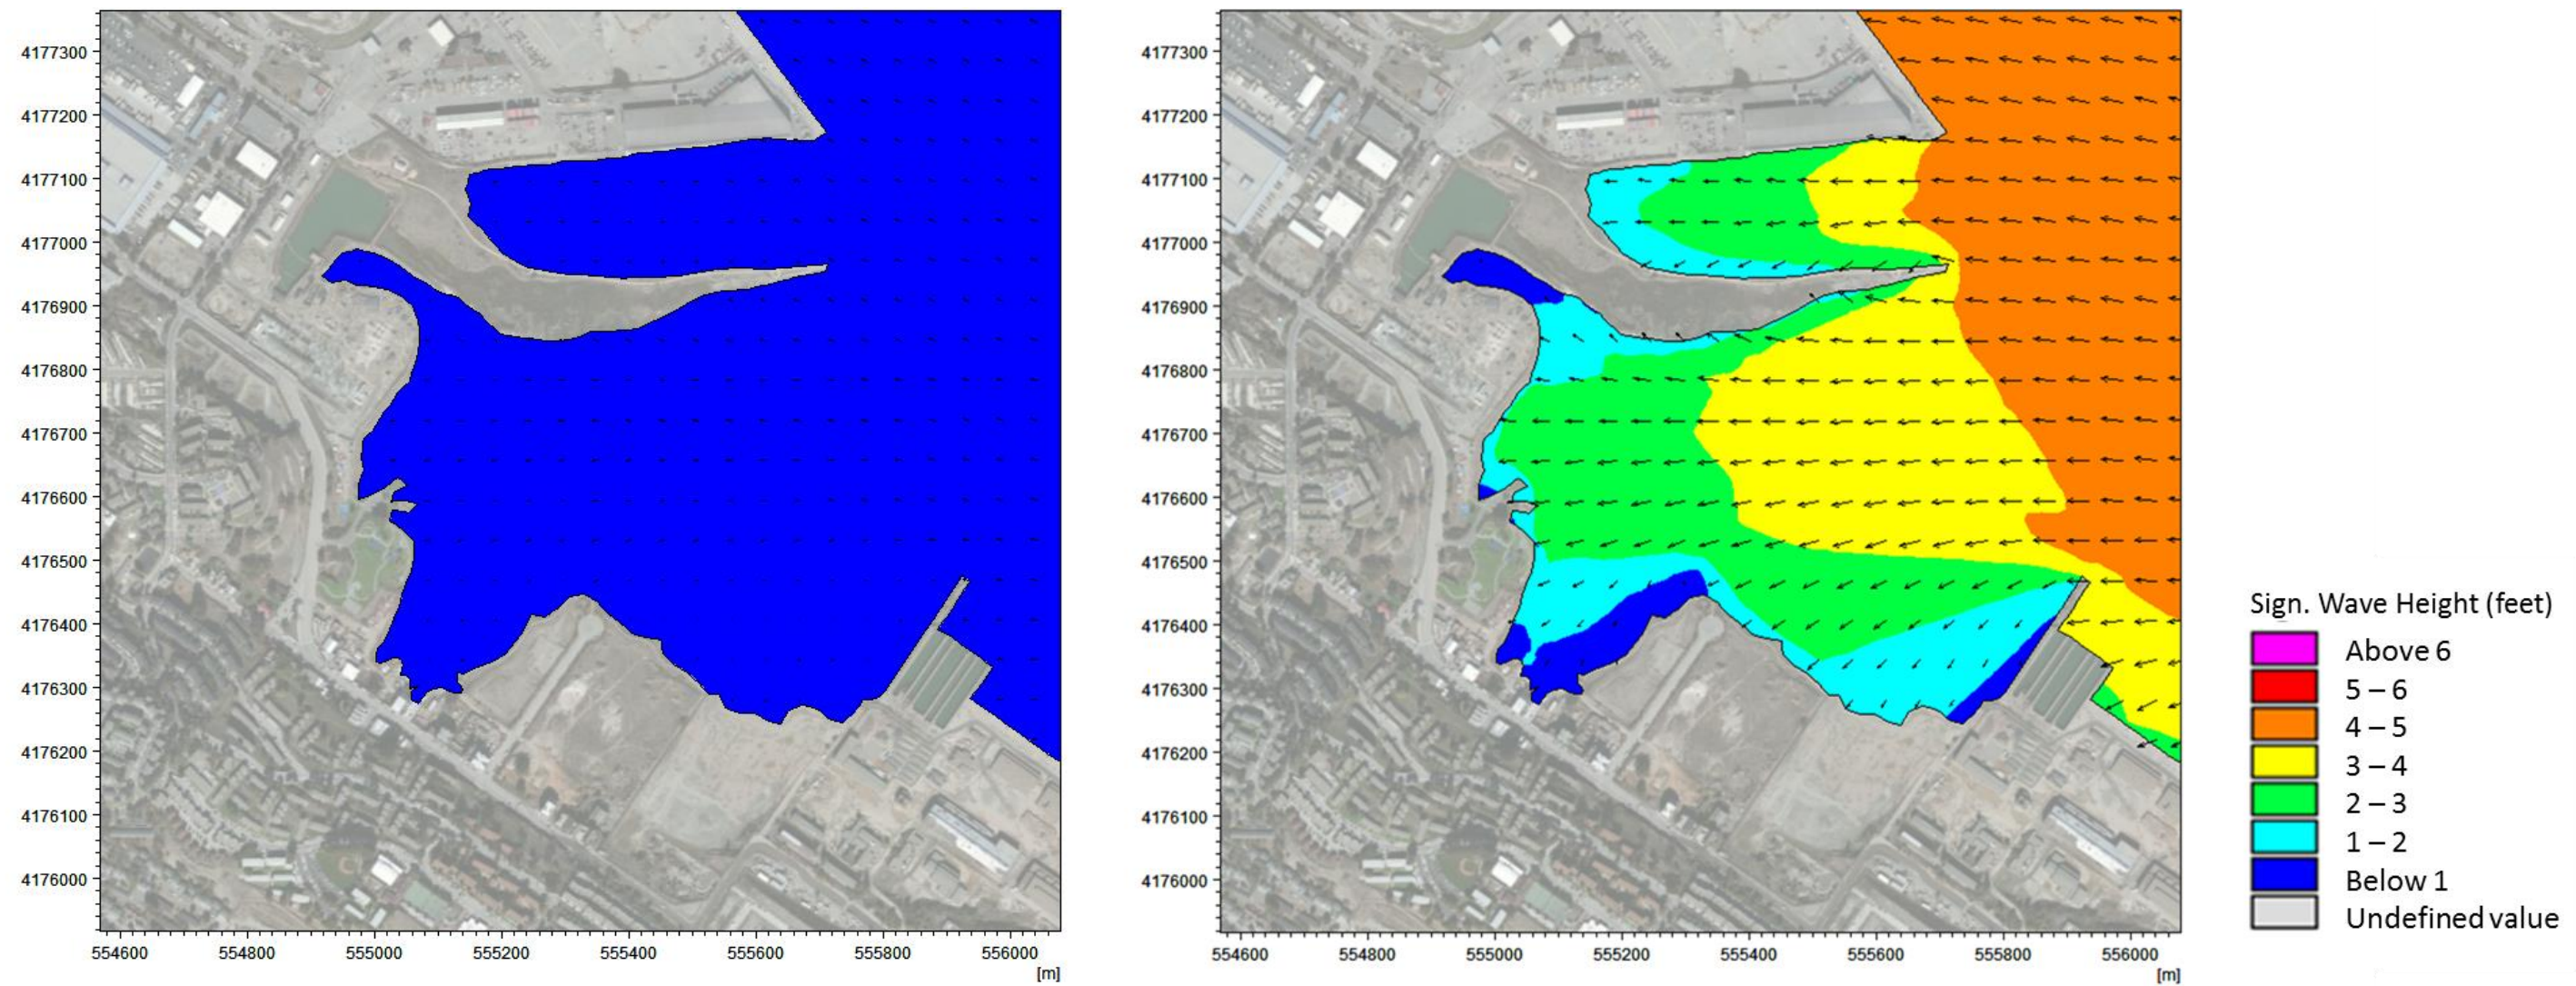 4177300
4177200
4177100
4177000
4176900
4176800
4176700
4176600
4176500
4176400
4176300
4176200
4176100
4176000
554600 554800 555000 555200 555400 555600 555800 556000
[m]
4177300
4177200
4177100
4177000
4176900
4176800
4176700
4176600
4176500
4176400
4176300
4176200
4176100
4176000
554600 554800 555000 555200 555400 555600 555800 556000
[m]
Sign. Wave Height (feet)
Above 6
5 – 6
4 – 5
3 – 4
2 – 3
1 – 2
Below 1
Undefined value